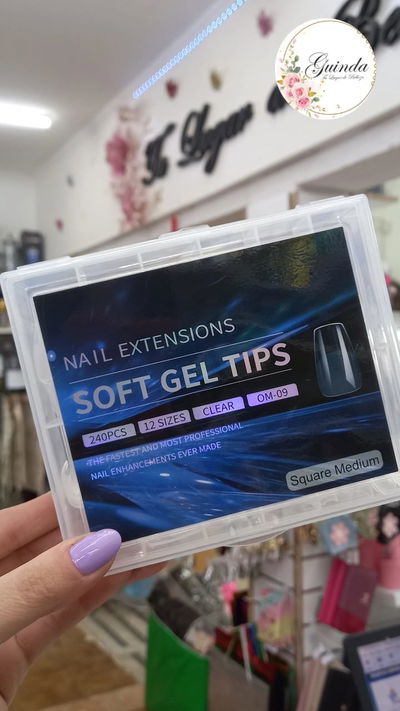 Guinda
Tu Lugar de Belleza
Tu Lugar de Be
NAIL EXTENSIONS
SOFT GEL TIPS
240PCS 12 SIZES CLEAR OM-09
THE FASTEST AND MOST PROFESSIONAL
NAIL ENHANCEMENTS EVER MADE
Square Medium